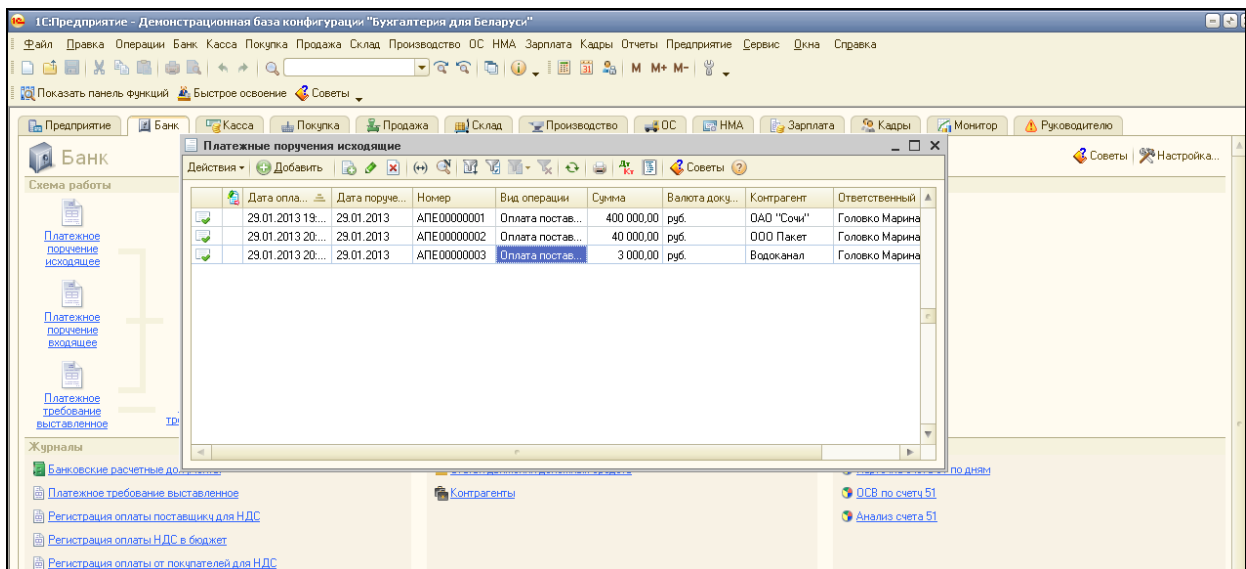 1С:Предприятие - Демонстрационная база конфигурации "Бухгалтерия для Беларуси"
Файл Правка Операции Банк Касса Покупка Продажа Склад Производство ОС НМА Зарплата Кадры Отчеты Предприятие Сервис Окна Справка
M M+ M-
Показать панель функций Быстрое освоение Советы
Предприятие Банк Касса Покупка Продажа Склад Производство ОС НМА Зарплата Кадры Монитор Руководителю
Банк
Советы Настройка...
Схема работы
Платежные поручения исходящие
Действия Добавить Советы
Дата опла... Дата поруче... Номер Вид операции Сумма Валюта доку... Контрагент Ответственный
29.01.2013 19:... 29.01.2013 АПЕ00000001 Оплата постав... 400 000,00 руб. ОАО "Сочи" Головко Марина
29.01.2013 20:... 29.01.2013 АПЕ00000002 Оплата постав... 40 000,00 руб. ООО Пакет Головко Марина
29.01.2013 20:... 29.01.2013 АПЕ00000003 Оплата постав... 3 000,00 руб. Водоканал Головко Марина
Платежное
поручение
исходящее
Платежное
поручение
входящее
Платежное
требование
выставленное
Журналы
Банковские расчетные
по дням
Платежное требование выставленное
Контрагенты
ОСВ по счету 51
Регистрация оплаты поставщику для НДС
Анализ счета 51
Регистрация оплаты НДС в бюджет
Регистрация оплаты от покупателей для НДС